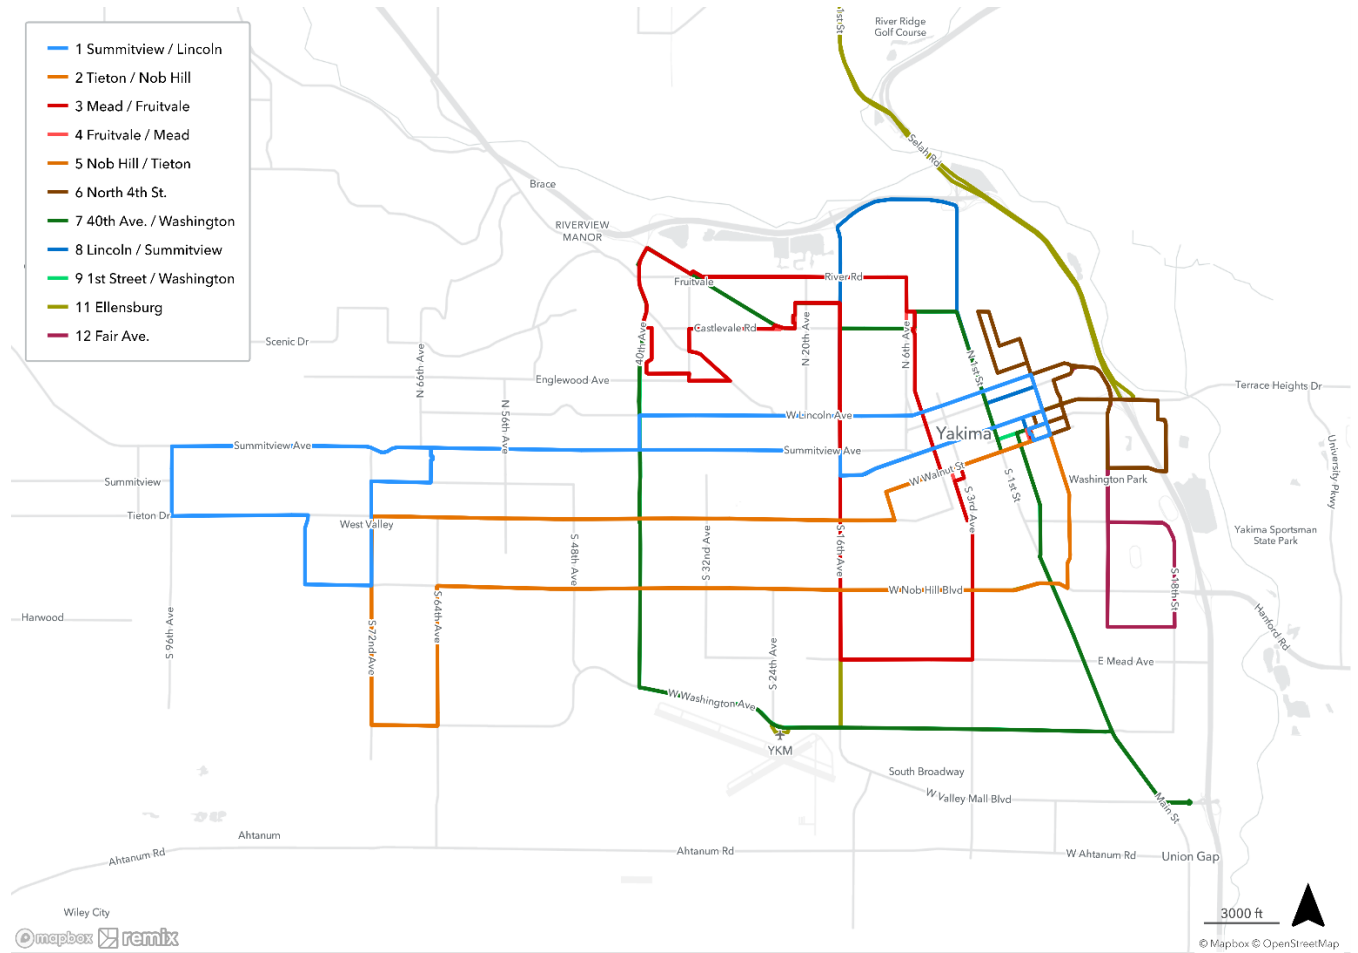 1 Summitview / Lincoln
2 Tieton / Nob Hill
3 Mead / Fruitvale
4 Fruitvale / Mead
5 Nob Hill / Tieton
6 North 4th St.
7 40th Ave. / Washington
8 Lincoln / Summitview
9 1st Street / Washington
11 Ellensburg
12 Fair Ave.
1st St
River Ridge
Golf Course
Selah Rd
Brace
RIVERVIEW
MANOR
Fruitvale
River Rd
Castlevale Rd
Scenic Dr
N 66th Ave
40th Ave
N 20th Ave
N 6th Ave
N 1st St
Englewood Ave
Terrace Heights Dr
N 56th Ave
W Lincoln Ave
Yakima
Summitview Ave
Summitview Ave
University Pkwy
Summitview
W Walnut St
S 1st St
Washington Park
Tieton Dr
West Valley
S 3rd Ave
Yakima Sportsman
State Park
S 48th Ave
S 32nd Ave
S 16th Ave
W Nob Hill Blvd
S 18th St
Harwood
S 96th Ave
S 72nd Ave
S 64th Ave
Hanford Rd
S 24th Ave
E Mead Ave
W Washington Ave
YKM
South Broadway
W Valley Mall Blvd
Main St
Ahtanum
Ahtanum Rd
Ahtanum Rd
W Ahtanum Rd
Union Gap
Wiley City
3000 ft
mapbox remix
© Mapbox © OpenStreetMap